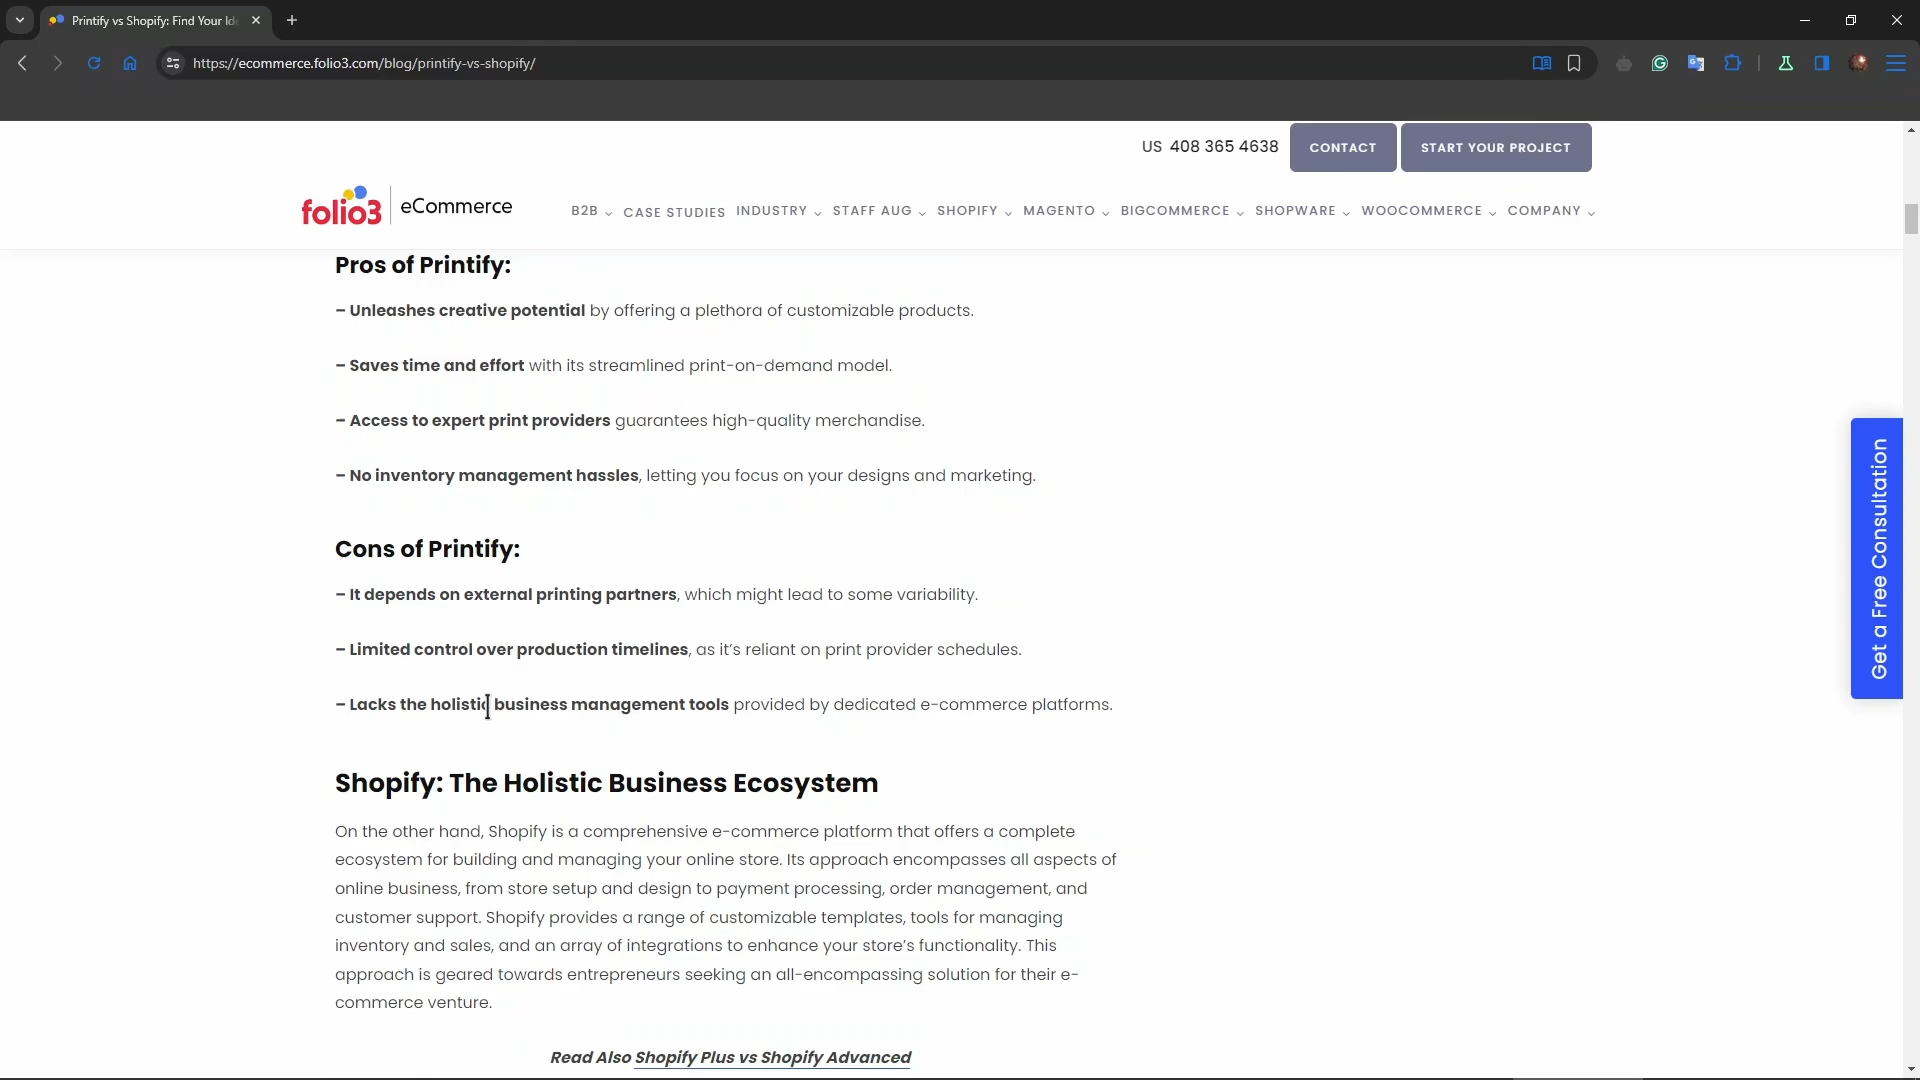 Printify vs Shopify: Find Your Ide
https://ecommerce.folio3.com/blog/printify-vs-shopify/
US 408 365 4638
CONTACT
START YOUR PROJECT
folio3 eCommerce
B2B
CASE STUDIES
INDUSTRY
STAFF AUG
SHOPIFY
MAGENTO
BIGCOMMERCE
SHOPWARE
WOOCOMMERCE
COMPANY
Pros of Printify:
– Unleashes creative potential by offering a plethora of customizable products.
– Saves time and effort with its streamlined print-on-demand model.
– Access to expert print providers guarantees high-quality merchandise.
– No inventory management hassles, letting you focus on your designs and marketing.
Cons of Printify:
– It depends on external printing partners, which might lead to some variability.
– Limited control over production timelines, as it’s reliant on print provider schedules.
– Lacks the holistic business management tools provided by dedicated e-commerce platforms.
Shopify: The Holistic Business Ecosystem
On the other hand, Shopify is a comprehensive e-commerce platform that offers a complete
ecosystem for building and managing your online store. Its approach encompasses all aspects of
online business, from store setup and design to payment processing, order management, and
customer support. Shopify provides a range of customizable templates, tools for managing
inventory and sales, and an array of integrations to enhance your store’s functionality. This
approach is geared towards entrepreneurs seeking an all-encompassing solution for their e-
commerce venture.
Read Also Shopify Plus vs Shopify Advanced
Get a Free Consultation